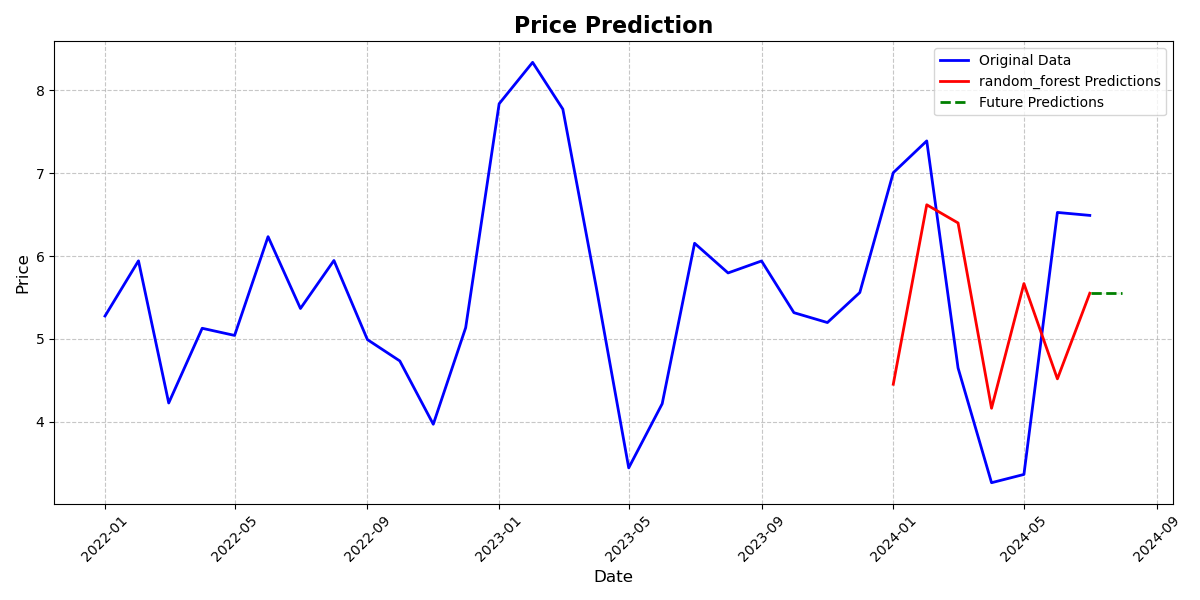 Price Prediction
Original Data
random_forest Predictions
Future Predictions
Price
8
7
6
5
4
2022-01
2022-05
2022-09
2023-01
2023-05
2023-09
2024-01
2024-05
2024-09
Date